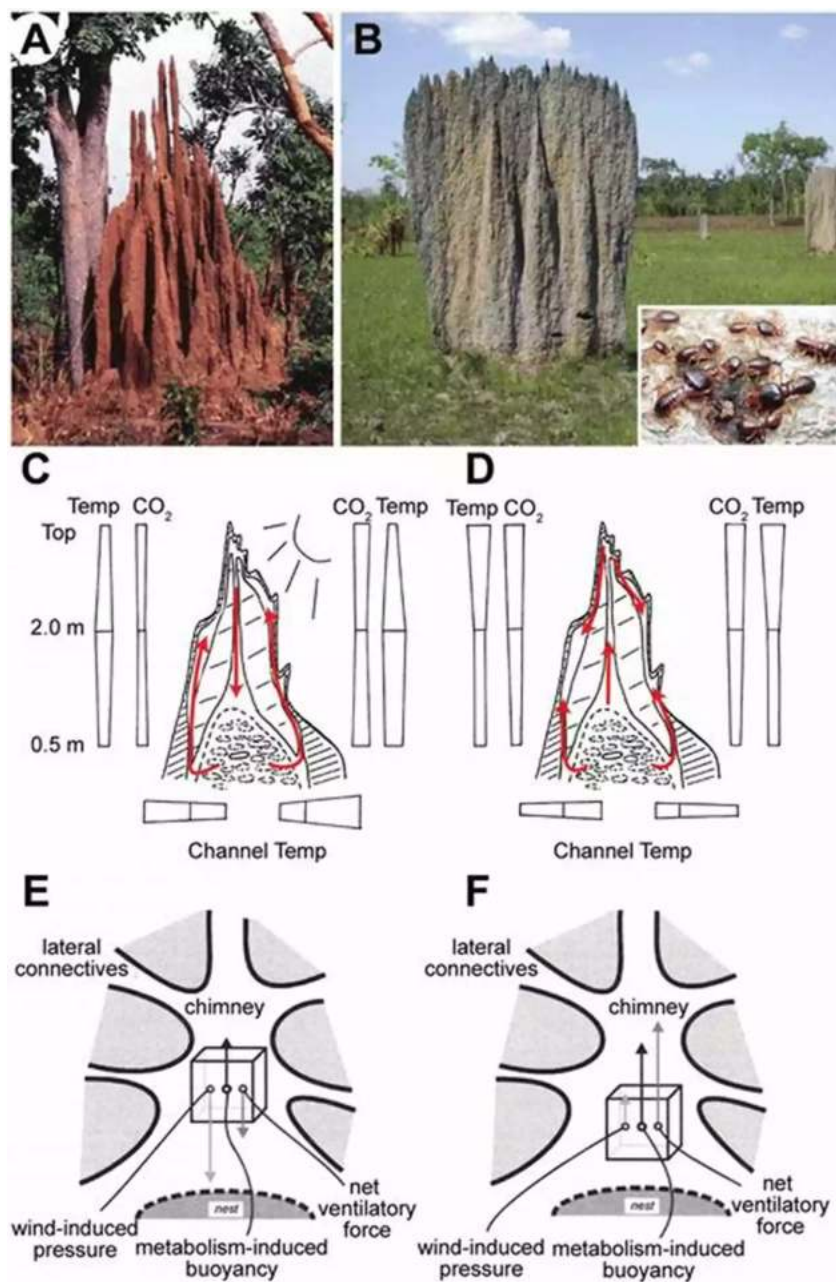 A
B
C
D
Temp CO2
CO2 Temp
Temp CO2
CO2 Temp
Top
2.0 m
0.5 m
Channel Temp
Channel Temp
E
F
lateral
connectives
chimney
nest
wind-induced
pressure
metabolism-induced
buoyancy
net
ventilatory
force
lateral
connectives
chimney
nest
wind-induced
pressure
metabolism-induced
buoyancy
net
ventilatory
force